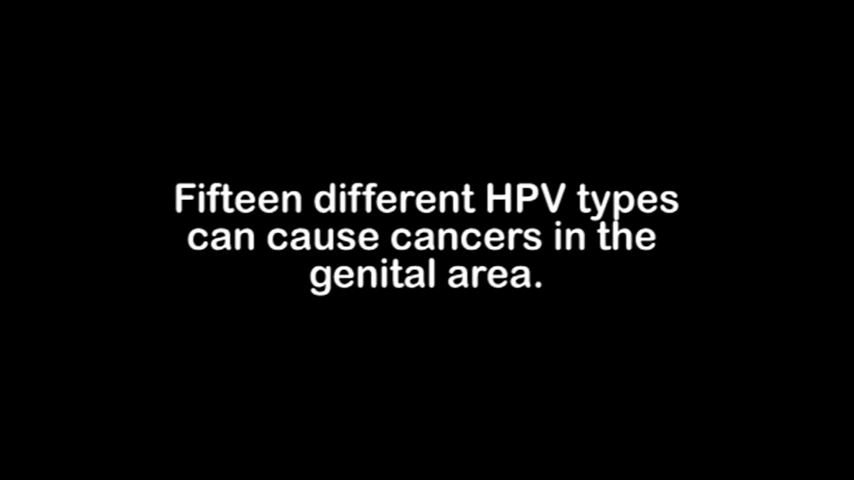 Fifteen different HPV types
can cause cancers in the
genital area.